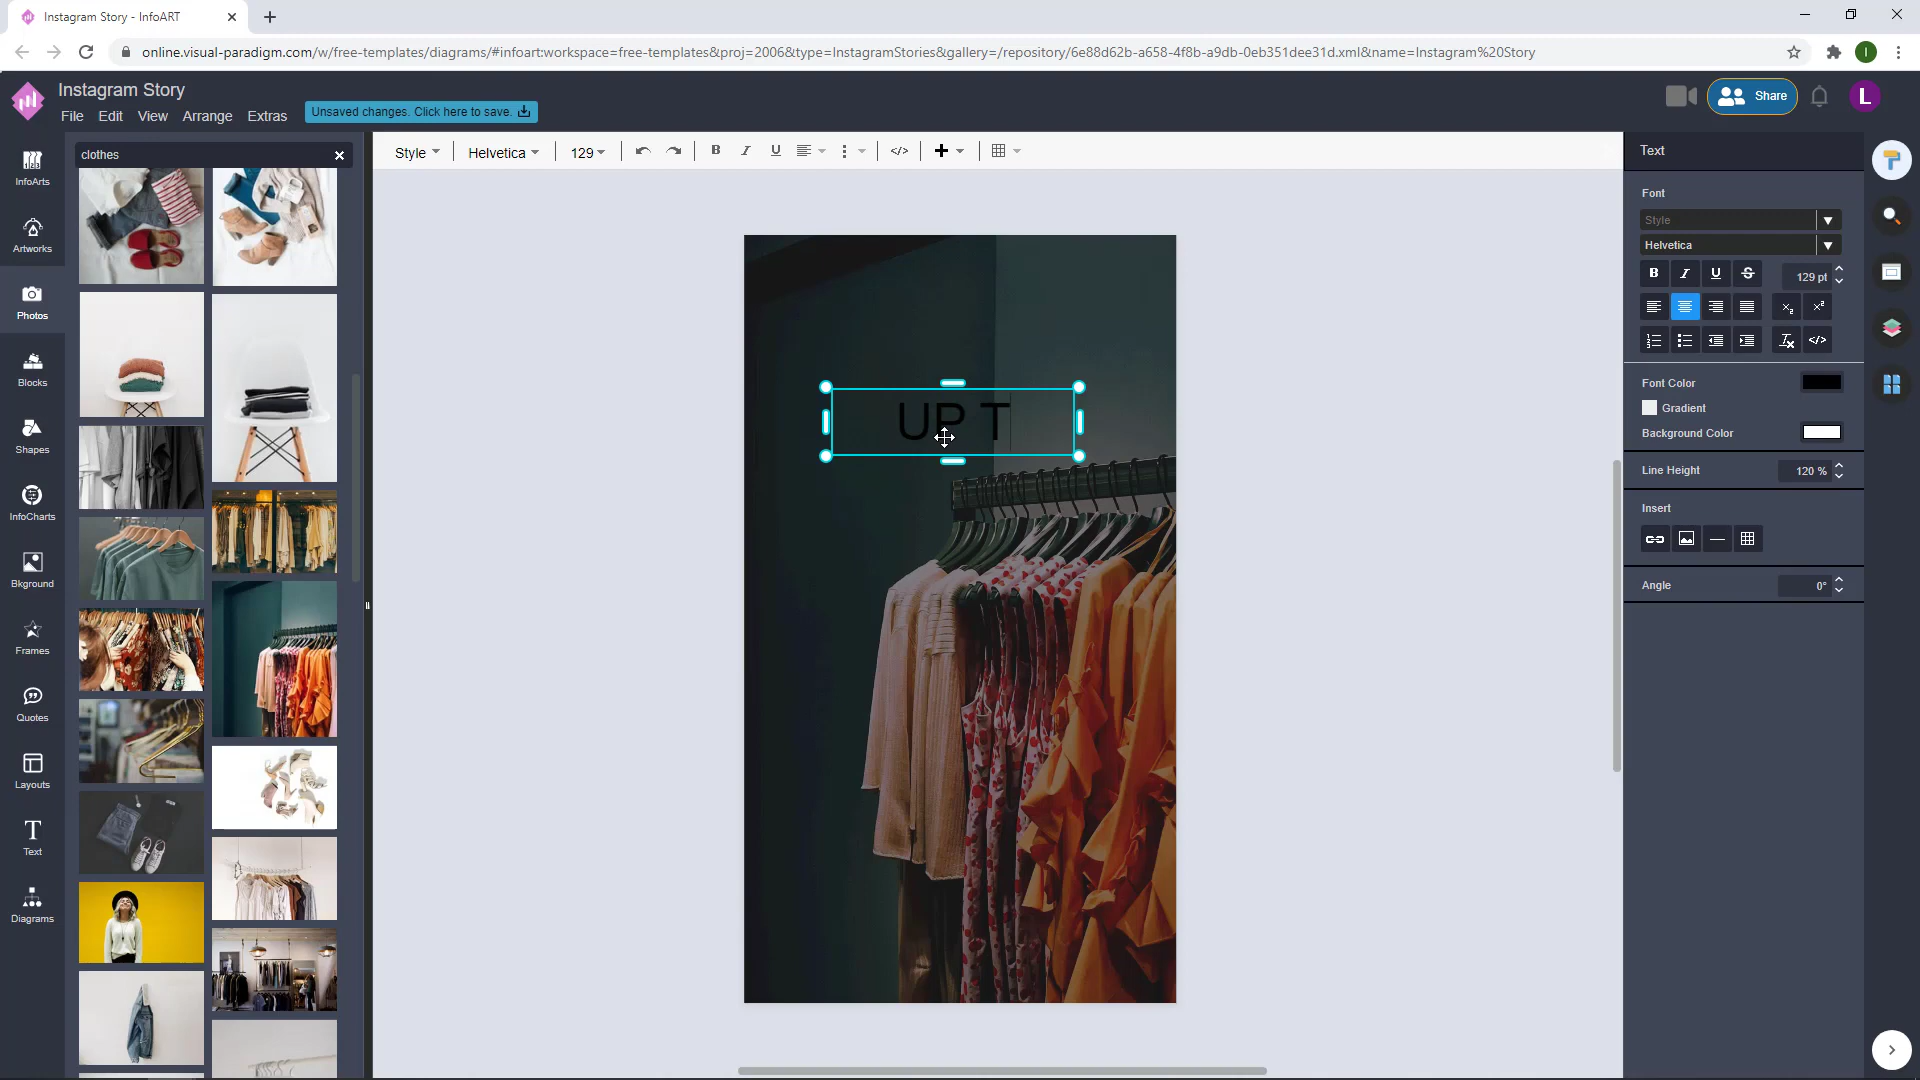 Instagram Story - InfoART
online.visual-paradigm.com/w/free-templates/diagrams/#infoart:workspace=free-templates&proj=2006&type=InstagramStories&gallery=/repository/6e88d62b-a658-4f8b-a9db-0eb351dee31d.xml&name=Instagram%20Story
I
Instagram Story
File Edit View Arrange Extras
Unsaved changes. Click here to save.
Share
L
InfoArts
Artworks
Photos
Blocks
Shapes
InfoCharts
Bkground
Frames
Quotes
Layouts
Text
Diagrams
clothes
Style
Helvetica
129
B I U
UP T
Text
Font
Style
Helvetica
B I U S
129 pt
Font Color
Gradient
Background Color
Line Height
120 %
Insert
Angle
0°